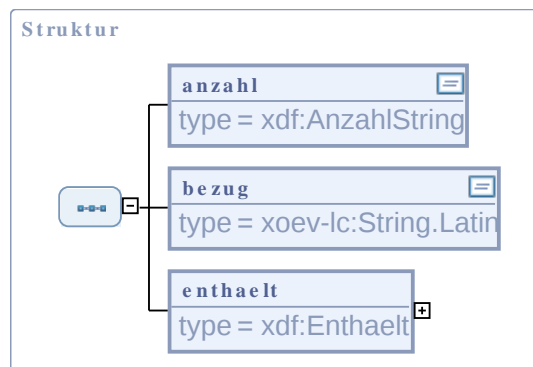 Struktur
anzahl
type = xdf:AnzahlString
bezug
type = xoev-lc:String.Latin
enthaelt
type = xdf:Enthaelt